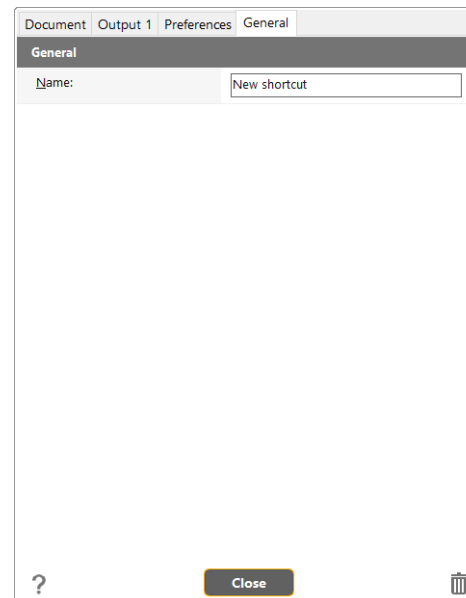 Document Output 1 Preferences General
General
Name: New shortcut
? Close